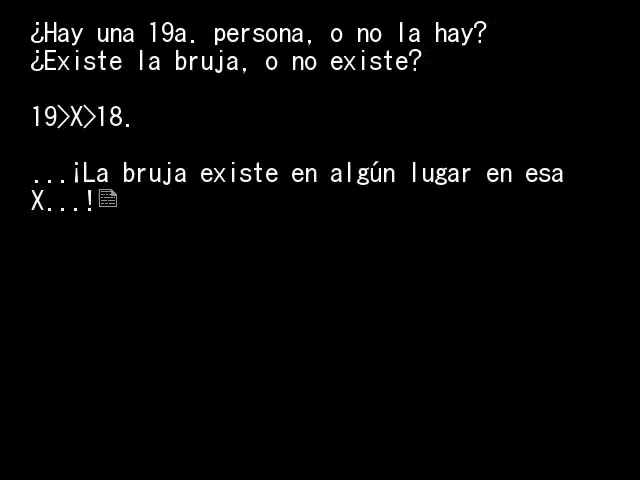 ¿Hay una 19a. persona, o no la hay?
¿Existe la bruja, o no existe?
19>X>18.
...¡La bruja existe en algún lugar en esa
X...!